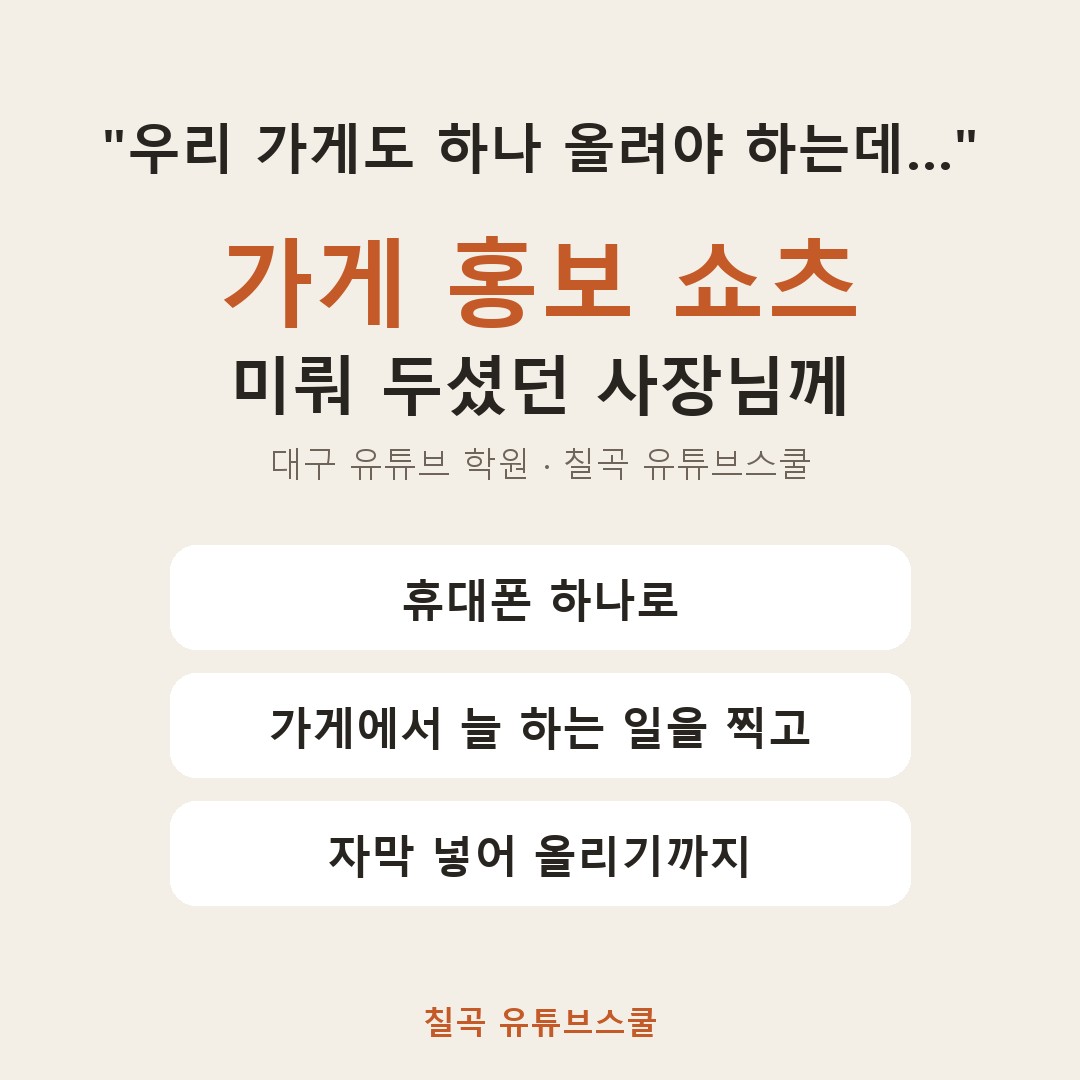 "우리 가게도 하나 올려야 하는데..."
가게 홍보 쇼츠
미뤄 두셨던 사장님께
대구 유튜브 학원 · 칠곡 유튜브스쿨
휴대폰 하나로
가게에서 늘 하는 일을 찍고
자막 넣어 올리기까지
칠곡 유튜브스쿨